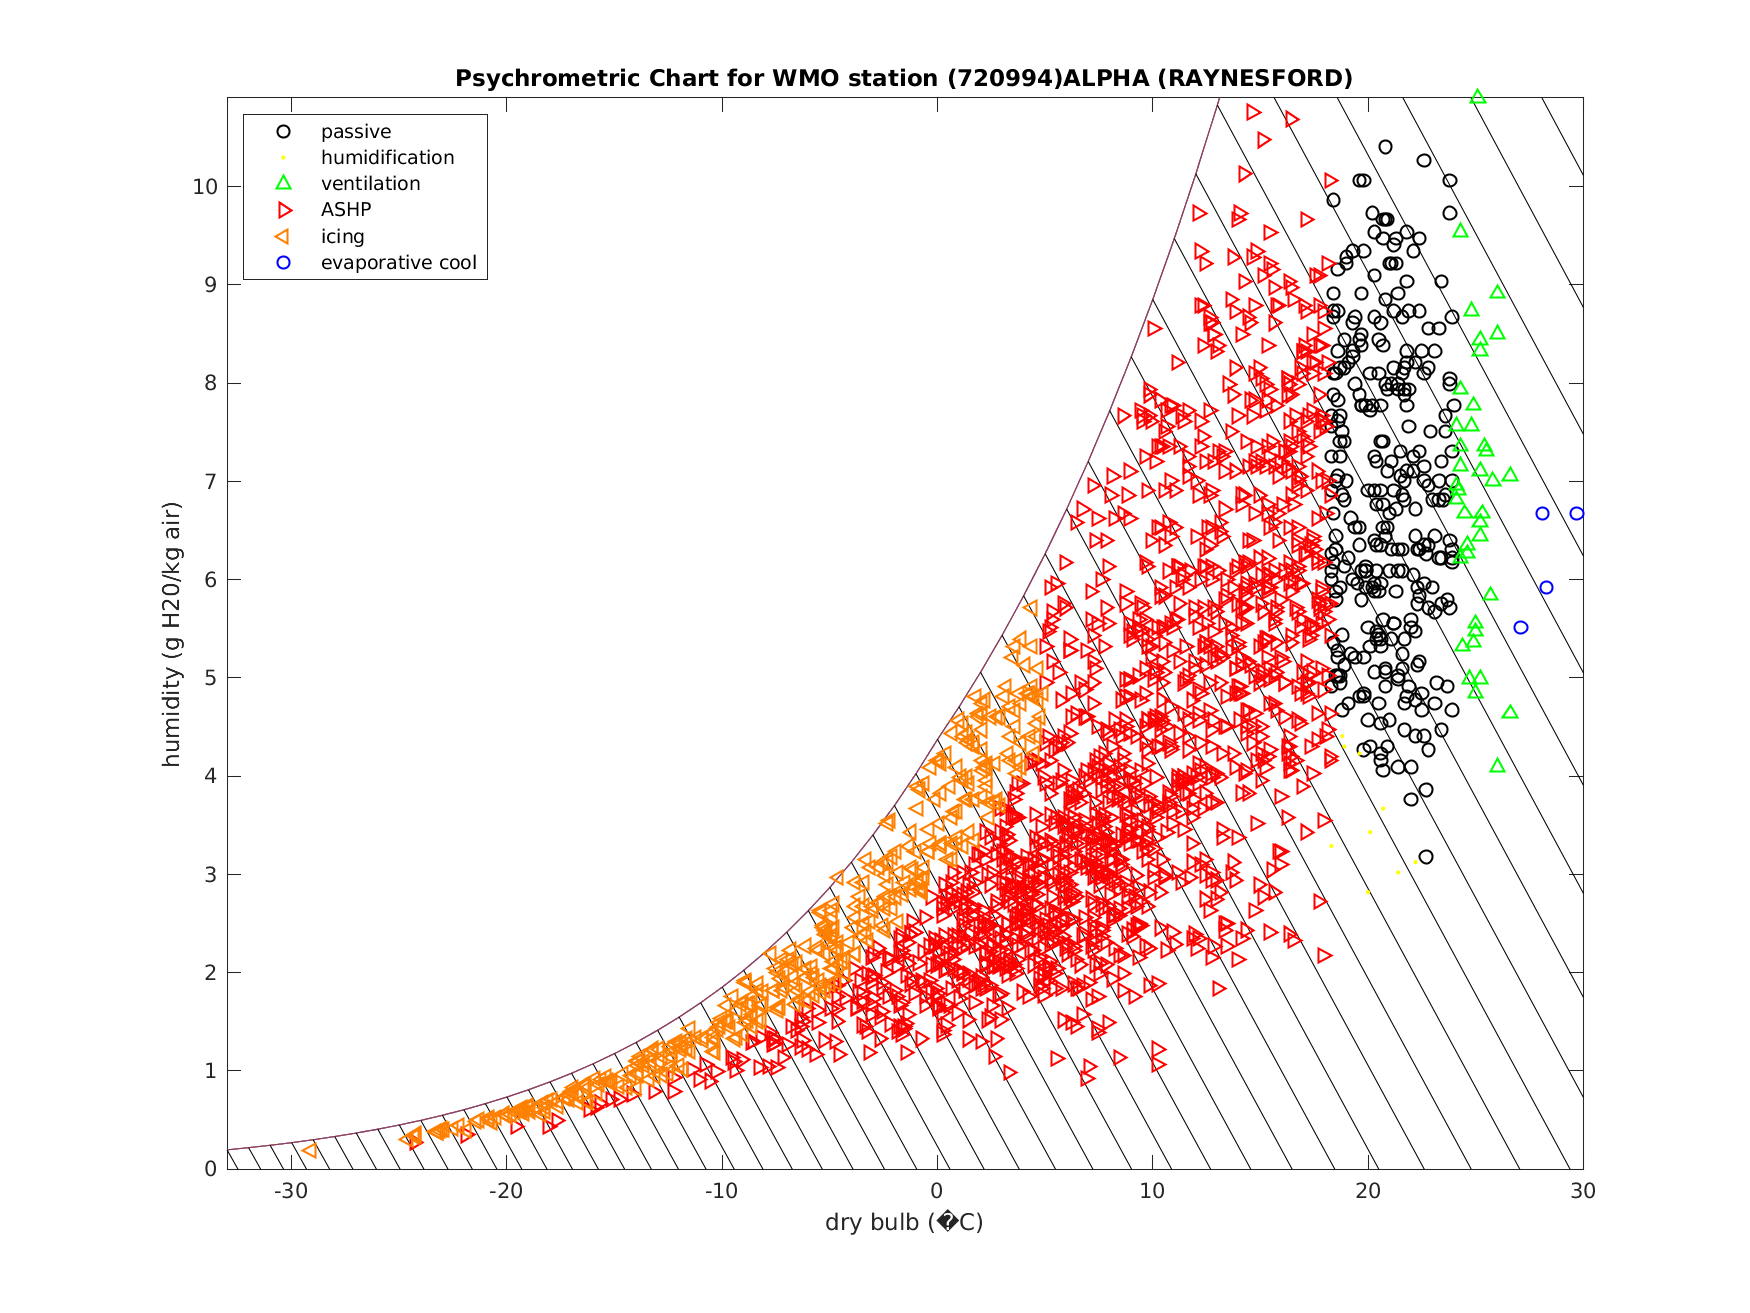 Psychrometric Chart for WMO station (720994)ALPHA (RAYNESFORD)
passive
humidification
ventilation
ASHP
icing
evaporative cool
10
9
8
7
6
5
4
3
2
1
0
humidity (g H20/kg air)
-30 -20 -10 0 10 20 30
dry bulb (�C)